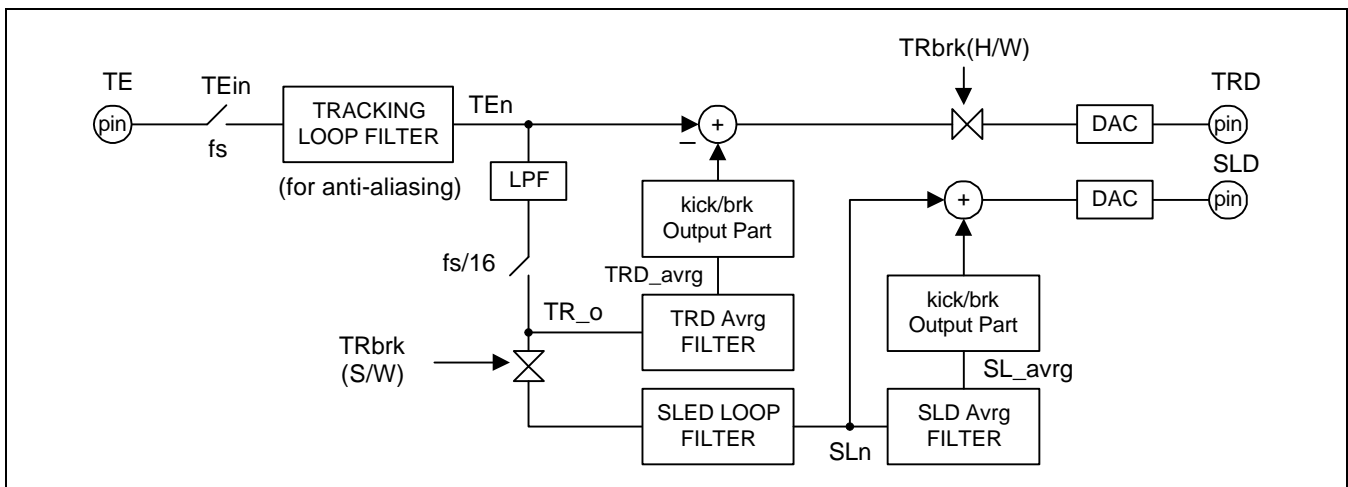 TRbrk(H/W)
TE
TEin
TEn
TRD
pin
TRACKING
LOOP FILTER
+
DAC
pin
fs
–
SLD
(for anti-aliasing)
LPF
kick/brk
Output Part
+
DAC
pin
fs/16
TRD_avrg
kick/brk
Output Part
TR_o
TRD Avrg
FILTER
TRbrk
(S/W)
SL_avrg
SLED LOOP
FILTER
SLD Avrg
FILTER
SLn